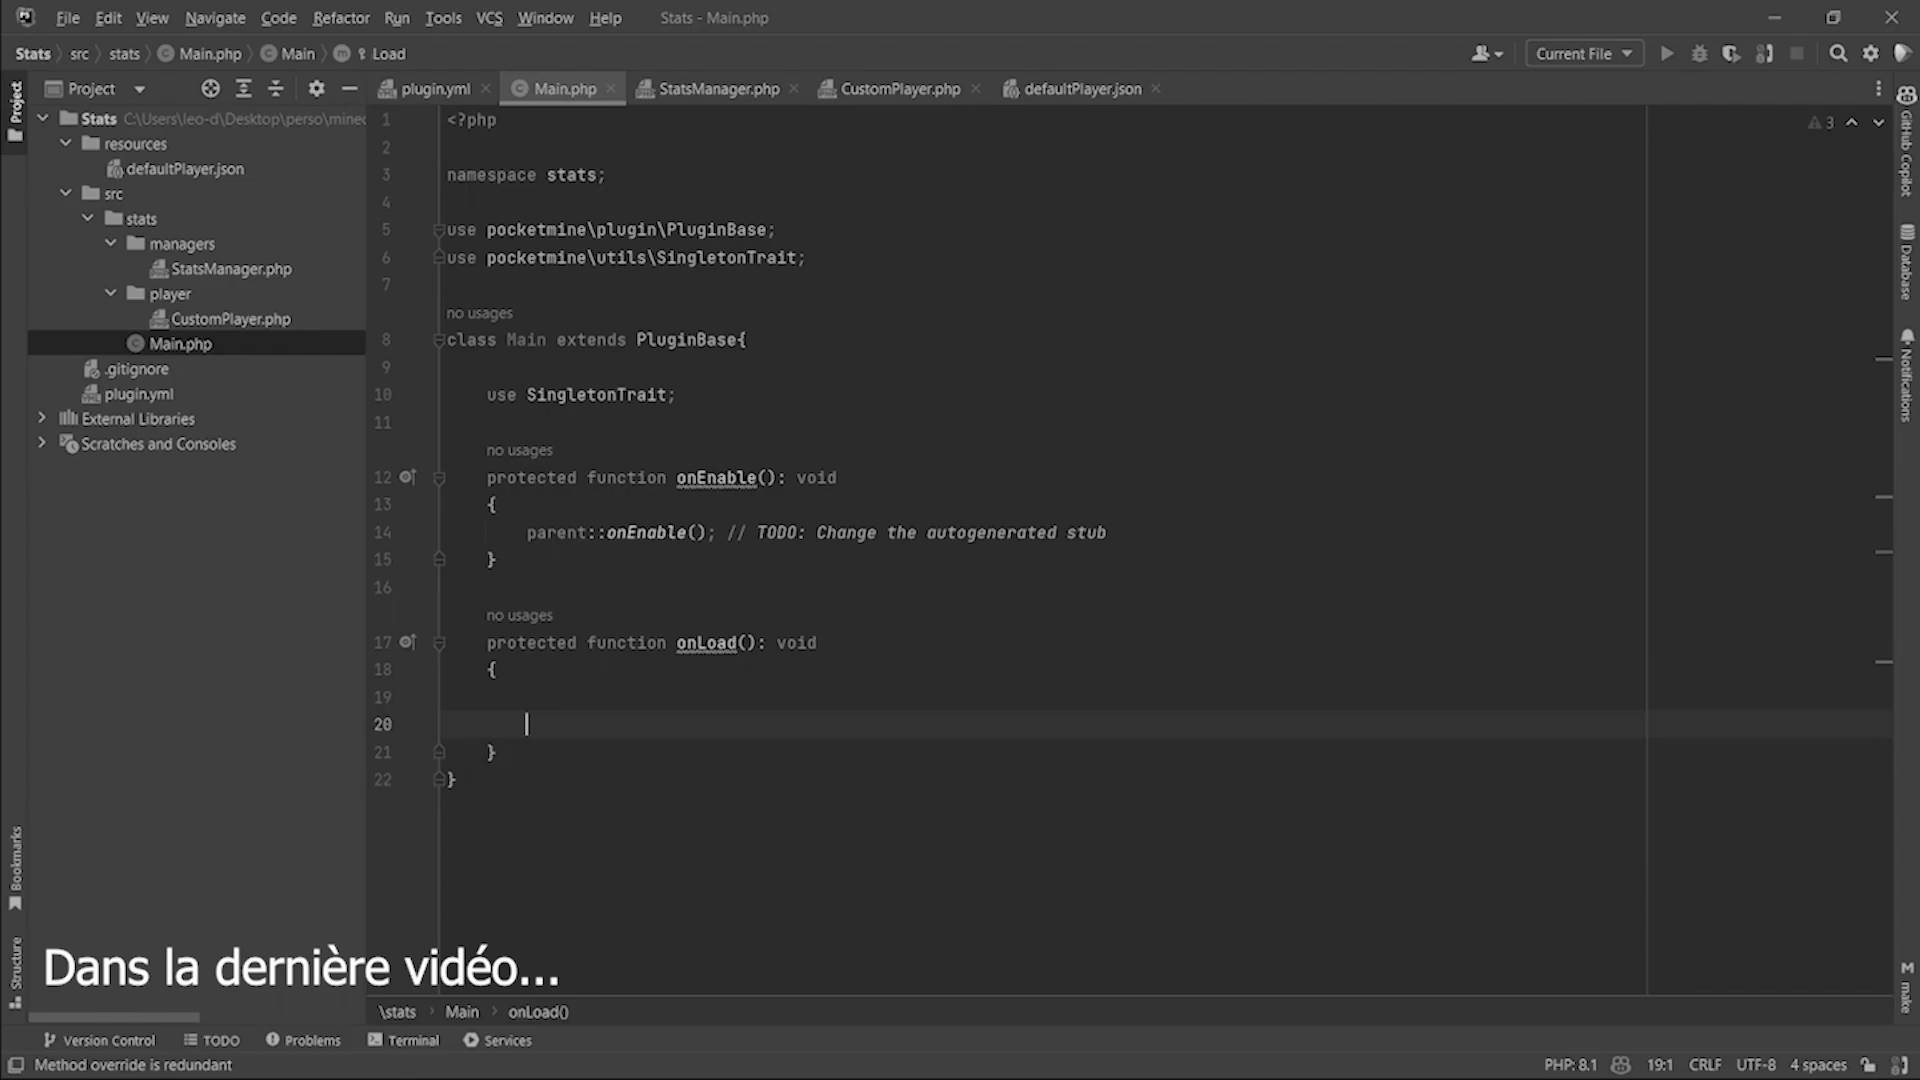 File Edit View Navigate Code Refactor Run Tools VCS Window Help Stats - Main.php
Stats src stats Main.php Main Load Current File
Project plugin.yml Main.php StatsManager.php CustomPlayer.php defaultPlayer.json
Project
Stats C:\Users\leo-d\Desktop\perso\minec
resources
defaultPlayer.json
src
stats
managers
StatsManager.php
player
CustomPlayer.php
Main.php
.gitignore
plugin.yml
External Libraries
Scratches and Consoles
Bookmarks
Structure
1 <?php
2
3 namespace stats;
4
5 use pocketmine\plugin\PluginBase;
6 use pocketmine\utils\SingletonTrait;
7
no usages
8 class Main extends PluginBase{
9
10 use SingletonTrait;
11
no usages
12 protected function onEnable(): void
13 {
14 parent::onEnable(); // TODO: Change the autogenerated stub
15 }
16
no usages
17 protected function onLoad(): void
18 {
19
20
21 }
22 }
3
GitHub Copilot
Database
Notifications
make
Dans la dernière vidéo...
\stats Main onLoad()
Version Control TODO Problems Terminal Services
Method override is redundant PHP: 8.1 19:1 CRLF UTF-8 4 spaces